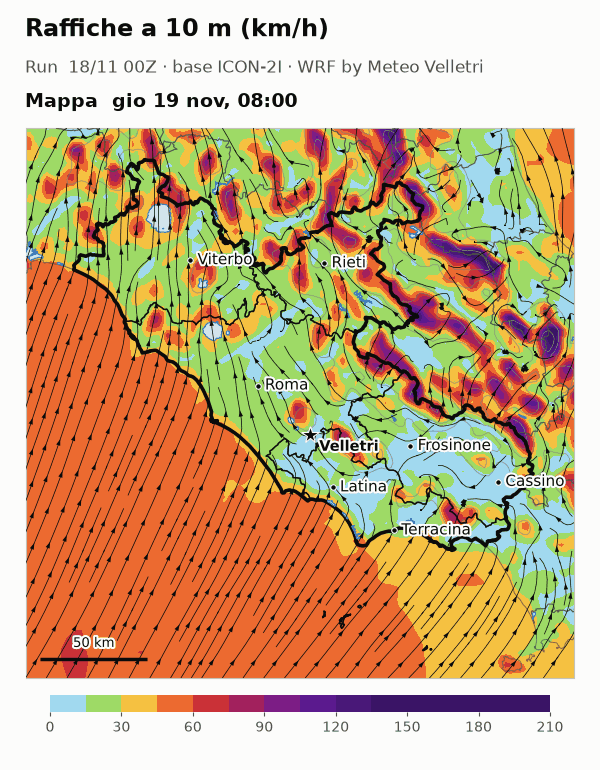 Raffiche a 10 m (km/h)
Run  18/11 00Z · base ICON-2I · WRF by Meteo Velletri
Mappa  gio 19 nov, 08:00
Viterbo
Rieti
Roma
Velletri
Frosinone
Cassino
Latina
Terracina
50 km
0 30 60 90 120 150 180 210